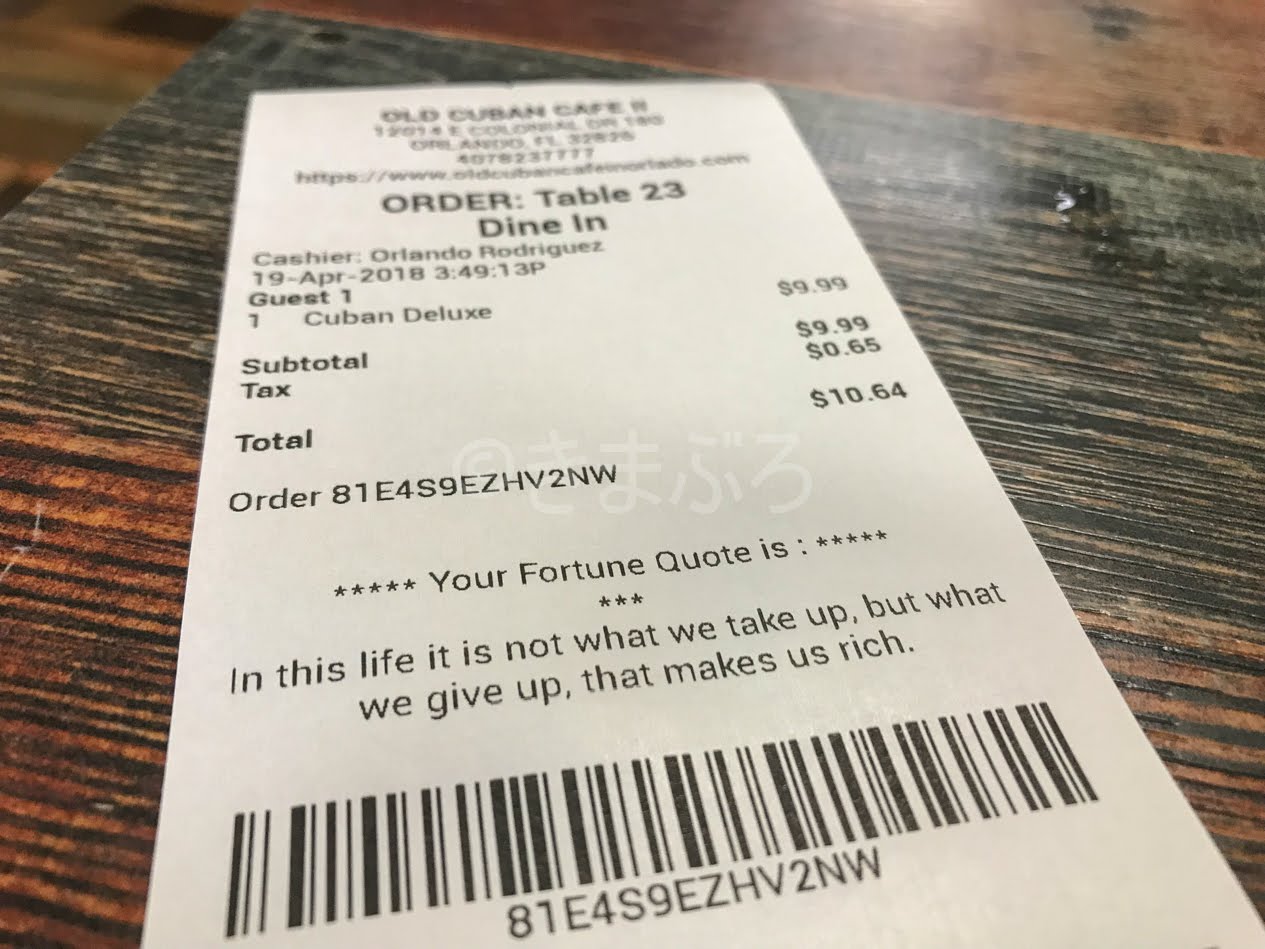 OLD CUBAN CAFE II
12014 E COLONIAL DR 180
ORLANDO, FL 32826
4078237777
https://www.oldcubancafeinorlado.com
ORDER: Table 23
Dine In
Cashier: Orlando Rodriguez
19-Apr-2018 3:49:13P
Guest 1
1 Cuban Deluxe $9.99
Subtotal $9.99
Tax $0.65
Total $10.64
©きまぶろ
Order 81E4S9EZHV2NW
***** Your Fortune Quote is : *****
***
In this life it is not what we take up, but what
we give up, that makes us rich.
81E4S9EZHV2NW